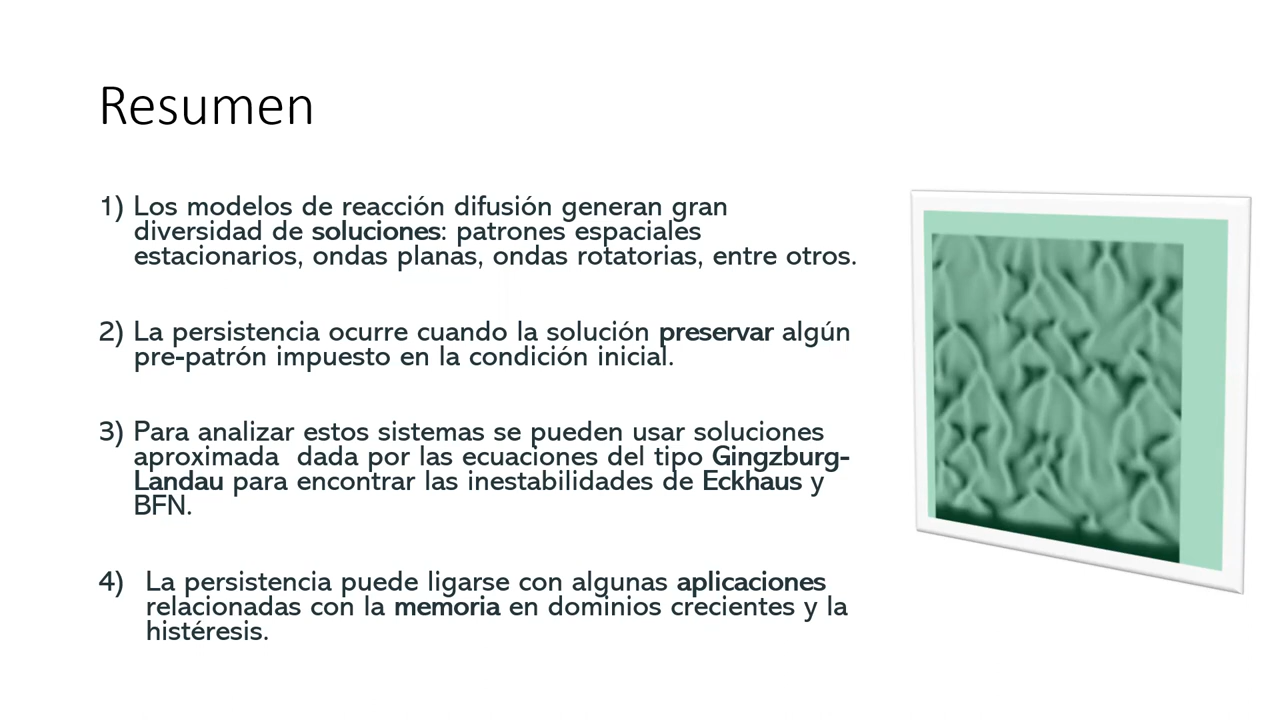 Resumen
1) Los modelos de reacción difusión generan gran
diversidad de soluciones: patrones espaciales
estacionarios, ondas planas, ondas rotatorias, entre otros.
2) La persistencia ocurre cuando la solución preservar algún
pre-patrón impuesto en la condición inicial.
3) Para analizar estos sistemas se pueden usar soluciones
aproximada dada por las ecuaciones del tipo Gingzburg-
Landau para encontrar las inestabilidades de Eckhaus y
BFN.
4) La persistencia puede ligarse con algunas aplicaciones
relacionadas con la memoria en dominios crecientes y la
histéresis.